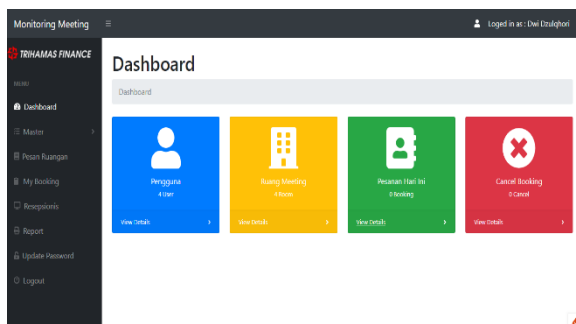 Monitoring Meeting
Loged in as : Dwi Dzulqhori
TRIHAMAS FINANCE
MENU
Dashboard
Master
Pesan Ruangan
My Booking
Resepsionis
Report
Update Password
Logout
Dashboard
Dashboard
Pengguna
4 User
View Details
Ruang Meeting
4 Room
View Details
Pesanan Hari Ini
0 Booking
View Details
Cancel Booking
0 Cancel
View Details